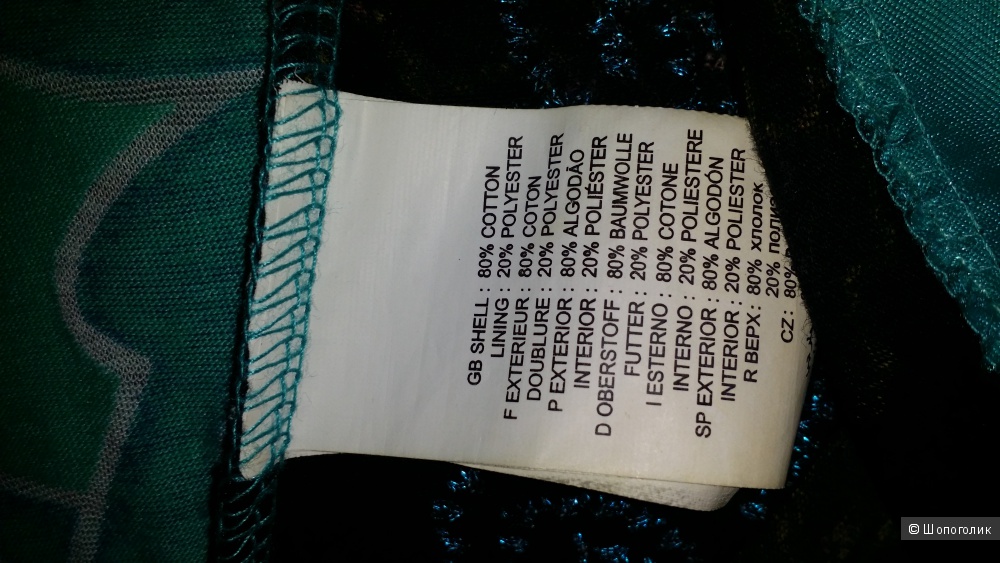 GB SHELL : 80% COTTON
LINING : 20% POLYESTER
F EXTERIEUR : 80% COTON
DOUBLURE : 20% POLYESTER
P EXTERIOR : 80% ALGODÃO
INTERIOR : 20% POLIÉSTER
D OBERSTOFF : 80% BAUMWOLLE
FUTTER : 20% POLYESTER
I ESTERNO : 80% COTONE
INTERNO : 20% POLIESTERE
SP EXTERIOR : 80% ALGODÓN
INTERIOR : 20% POLIESTER
R ВЕРХ : 80% ХЛОПОК
20%
CZ : 80%
© Шопоголик